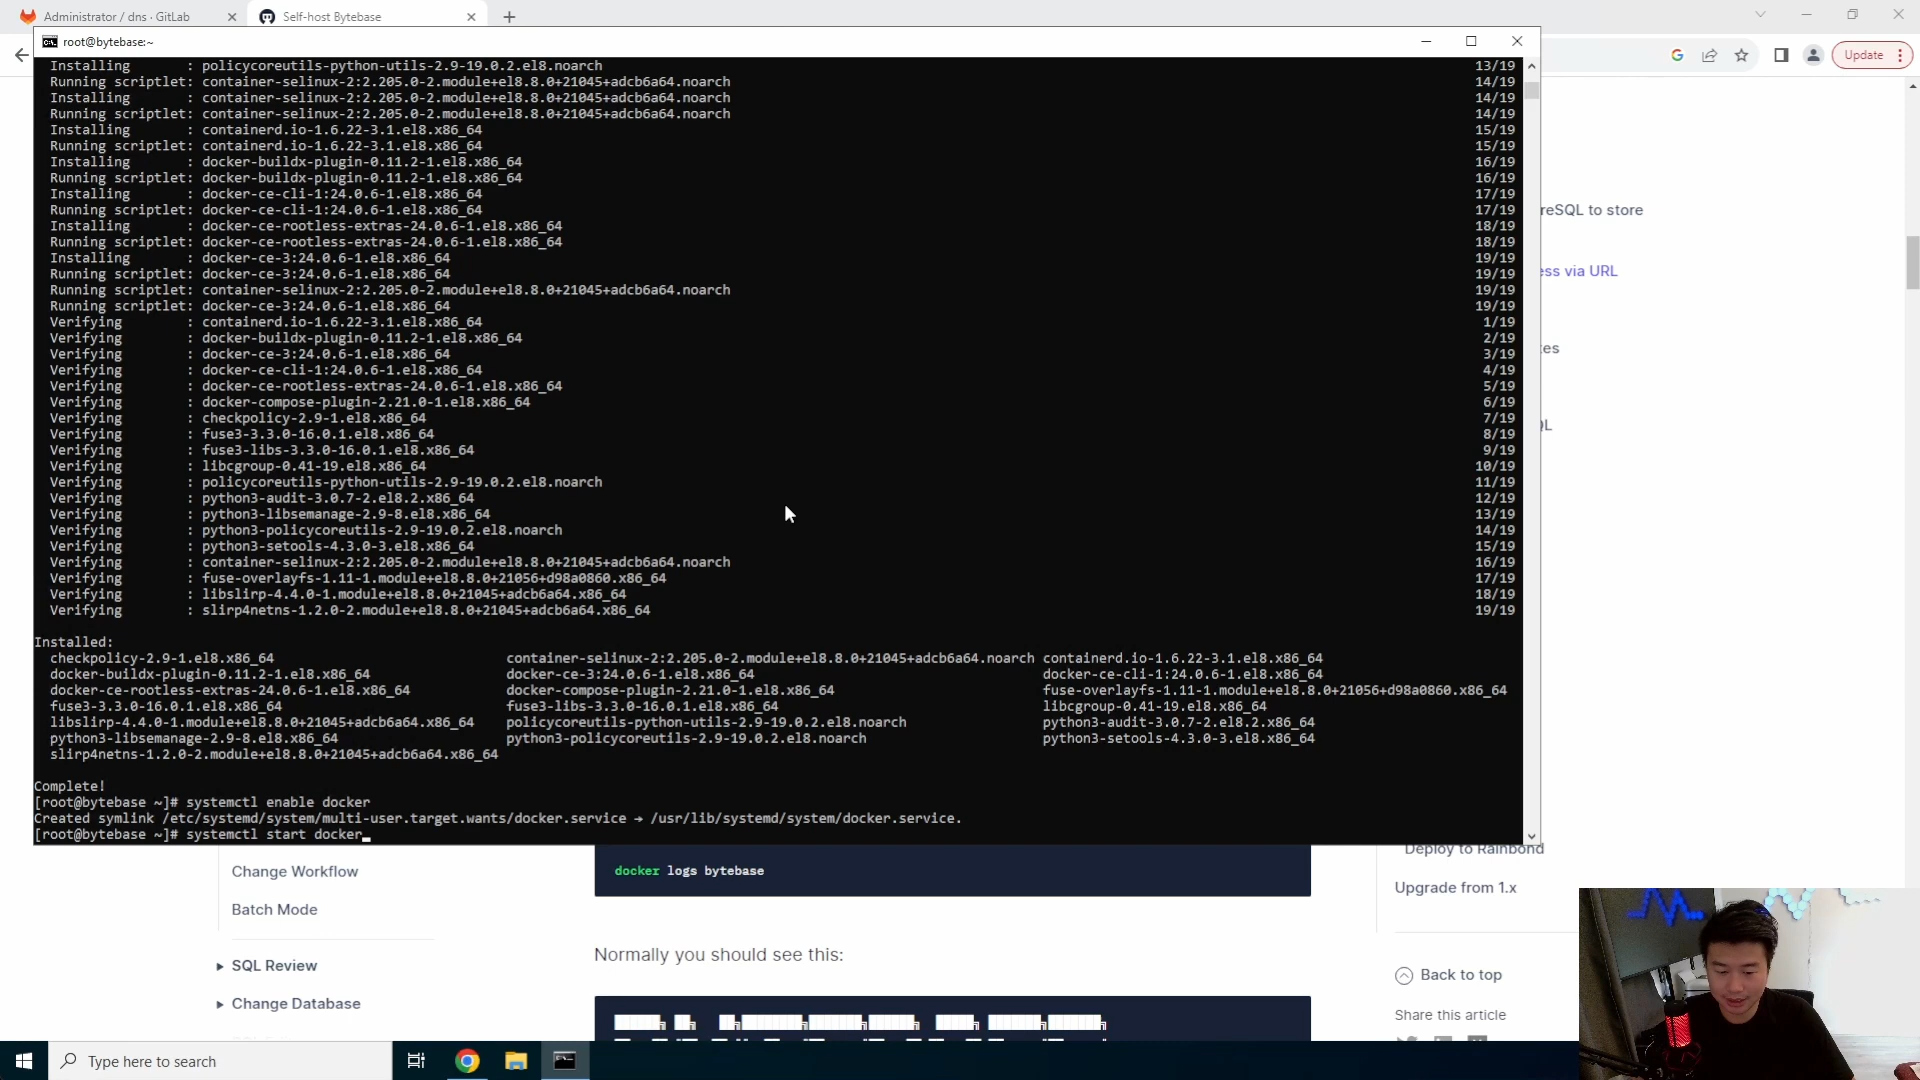 Administrator / dns · GitLab
Self-host Bytebase
root@bytebase:~
Update
Installing : policycoreutils-python-utils-2.9-19.0.2.el8.noarch 13/19
Running scriptlet: container-selinux-2:2.205.0-2.module+el8.8.0+21045+adcb6a64.noarch 14/19
Installing : container-selinux-2:2.205.0-2.module+el8.8.0+21045+adcb6a64.noarch 14/19
Running scriptlet: container-selinux-2:2.205.0-2.module+el8.8.0+21045+adcb6a64.noarch 14/19
Installing : containerd.io-1.6.22-3.1.el8.x86_64 15/19
Running scriptlet: containerd.io-1.6.22-3.1.el8.x86_64 15/19
Installing : docker-buildx-plugin-0.11.2-1.el8.x86_64 16/19
Running scriptlet: docker-buildx-plugin-0.11.2-1.el8.x86_64 16/19
Installing : docker-ce-cli-1:24.0.6-1.el8.x86_64 17/19
Running scriptlet: docker-ce-cli-1:24.0.6-1.el8.x86_64 17/19
Installing : docker-ce-rootless-extras-24.0.6-1.el8.x86_64 18/19
Running scriptlet: docker-ce-rootless-extras-24.0.6-1.el8.x86_64 18/19
Installing : docker-ce-3:24.0.6-1.el8.x86_64 19/19
Running scriptlet: docker-ce-3:24.0.6-1.el8.x86_64 19/19
Running scriptlet: container-selinux-2:2.205.0-2.module+el8.8.0+21045+adcb6a64.noarch 19/19
Running scriptlet: docker-ce-3:24.0.6-1.el8.x86_64 19/19
Verifying : containerd.io-1.6.22-3.1.el8.x86_64 1/19
Verifying : docker-buildx-plugin-0.11.2-1.el8.x86_64 2/19
Verifying : docker-ce-3:24.0.6-1.el8.x86_64 3/19
Verifying : docker-ce-cli-1:24.0.6-1.el8.x86_64 4/19
Verifying : docker-ce-rootless-extras-24.0.6-1.el8.x86_64 5/19
Verifying : docker-compose-plugin-2.21.0-1.el8.x86_64 6/19
Verifying : checkpolicy-2.9-1.el8.x86_64 7/19
Verifying : fuse3-3.3.0-16.0.1.el8.x86_64 8/19
Verifying : fuse3-libs-3.3.0-16.0.1.el8.x86_64 9/19
Verifying : libcgroup-0.41-19.el8.x86_64 10/19
Verifying : policycoreutils-python-utils-2.9-19.0.2.el8.noarch 11/19
Verifying : python3-audit-3.0.7-2.el8.2.x86_64 12/19
Verifying : python3-libsemanage-2.9-8.el8.x86_64 13/19
Verifying : python3-policycoreutils-2.9-19.0.2.el8.noarch 14/19
Verifying : python3-setools-4.3.0-3.el8.x86_64 15/19
Verifying : container-selinux-2:2.205.0-2.module+el8.8.0+21045+adcb6a64.noarch 16/19
Verifying : fuse-overlayfs-1.11-1.module+el8.8.0+21056+d98a0860.x86_64 17/19
Verifying : libslirp-4.4.0-1.module+el8.8.0+21045+adcb6a64.x86_64 18/19
Verifying : slirp4netns-1.2.0-2.module+el8.8.0+21045+adcb6a64.x86_64 19/19
Installed:
checkpolicy-2.9-1.el8.x86_64 container-selinux-2:2.205.0-2.module+el8.8.0+21045+adcb6a64.noarch containerd.io-1.6.22-3.1.el8.x86_64
docker-buildx-plugin-0.11.2-1.el8.x86_64 docker-ce-3:24.0.6-1.el8.x86_64 docker-ce-cli-1:24.0.6-1.el8.x86_64
docker-ce-rootless-extras-24.0.6-1.el8.x86_64 docker-compose-plugin-2.21.0-1.el8.x86_64 fuse-overlayfs-1.11-1.module+el8.8.0+21056+d98a0860.x86_64
fuse3-3.3.0-16.0.1.el8.x86_64 fuse3-libs-3.3.0-16.0.1.el8.x86_64 libcgroup-0.41-19.el8.x86_64
libslirp-4.4.0-1.module+el8.8.0+21045+adcb6a64.x86_64 policycoreutils-python-utils-2.9-19.0.2.el8.noarch python3-audit-3.0.7-2.el8.2.x86_64
python3-libsemanage-2.9-8.el8.x86_64 python3-policycoreutils-2.9-19.0.2.el8.noarch python3-setools-4.3.0-3.el8.x86_64
slirp4netns-1.2.0-2.module+el8.8.0+21045+adcb6a64.x86_64
Complete!
[root@bytebase ~]# systemctl enable docker
Created symlink /etc/systemd/system/multi-user.target.wants/docker.service → /usr/lib/systemd/system/docker.service.
[root@bytebase ~]# systemctl start docker
reSQL to store
ess via URL
tes
QL
Change Workflow
Batch Mode
SQL Review
Change Database
docker logs bytebase
Normally you should see this:
Deploy to Rainbond
Upgrade from 1.x
Back to top
Share this article
Type here to search